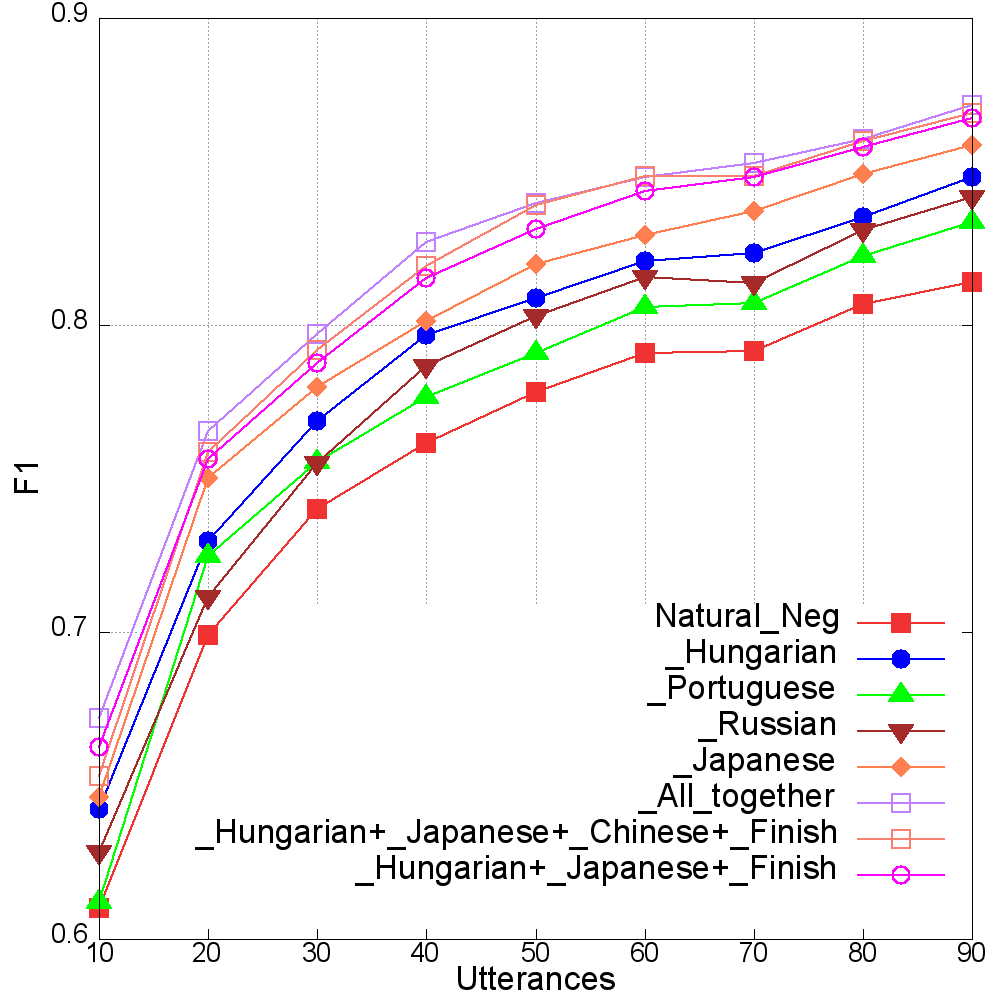 0.9
0.8
F1
0.7
Natural_Neg
_Hungarian
_Portuguese
_Russian
_Japanese
_All_together
_Hungarian+_Japanese+_Chinese+_Finish
_Hungarian+_Japanese+_Finish
0.6
10 20 30 40 50 60 70 80 90
Utterances